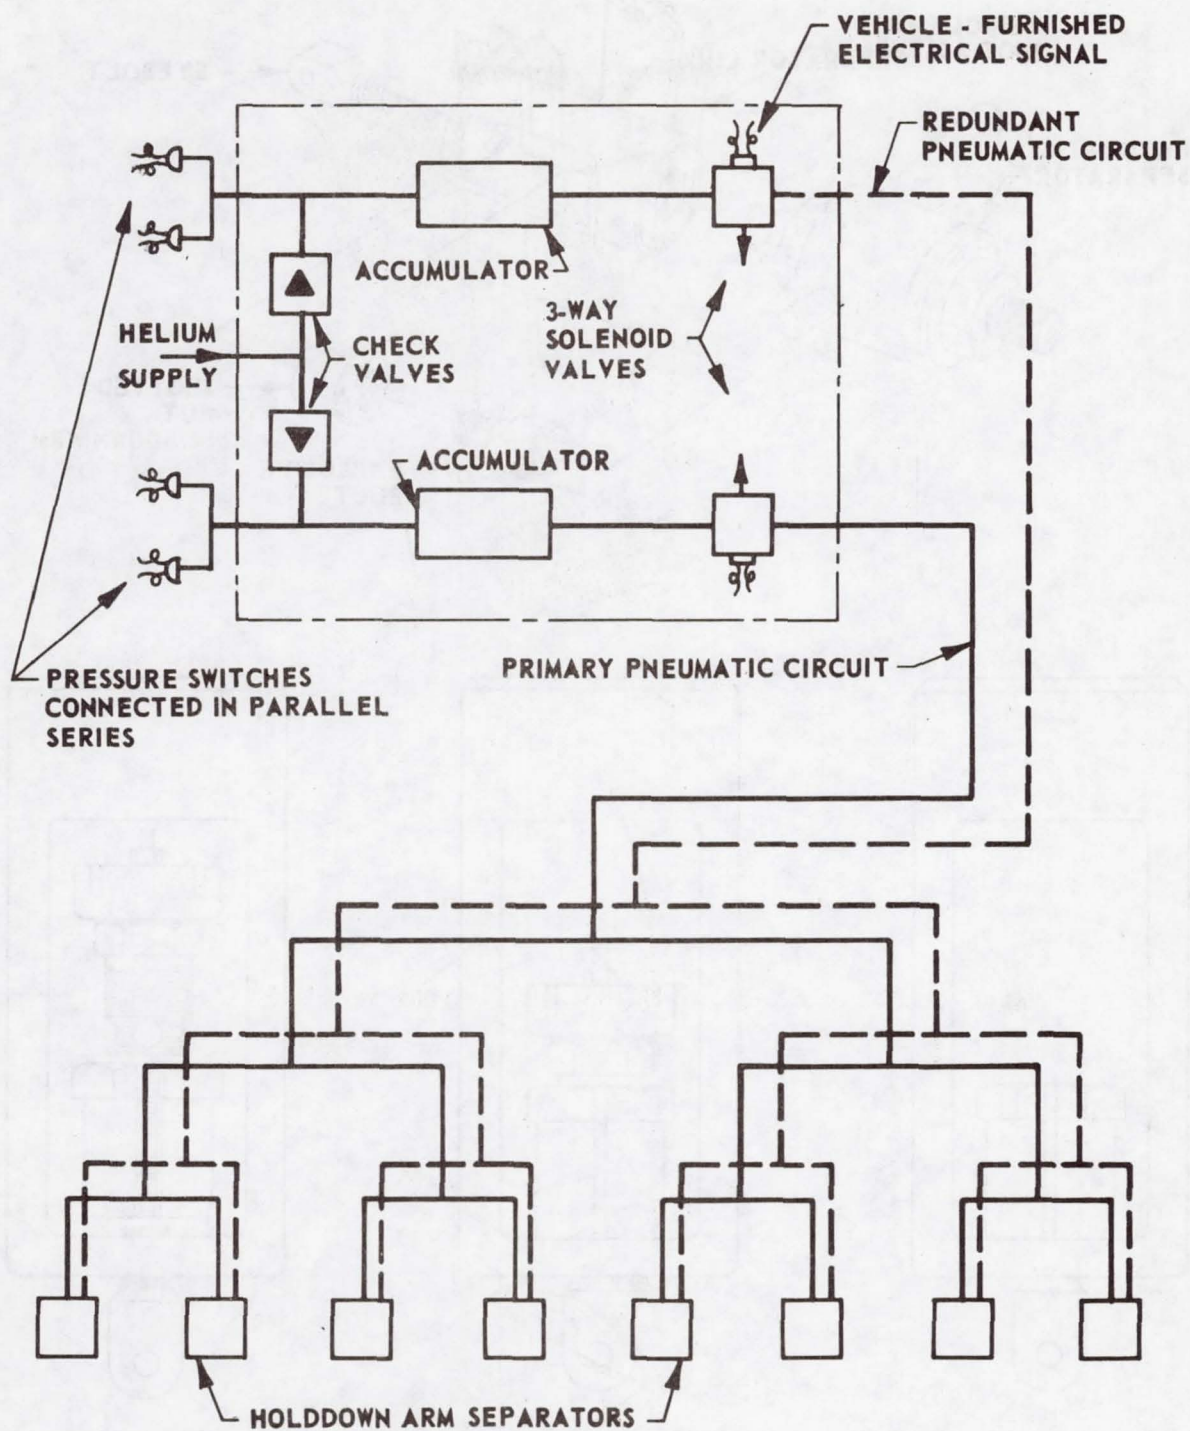 VEHICLE - FURNISHED
ELECTRICAL SIGNAL
REDUNDANT
PNEUMATIC CIRCUIT
ACCUMULATOR
3-WAY
SOLENOID
VALVES
HELIUM
SUPPLY
CHECK
VALVES
ACCUMULATOR
PRIMARY PNEUMATIC CIRCUIT
PRESSURE SWITCHES
CONNECTED IN PARALLEL
SERIES
HOLDDOWN ARM SEPARATORS